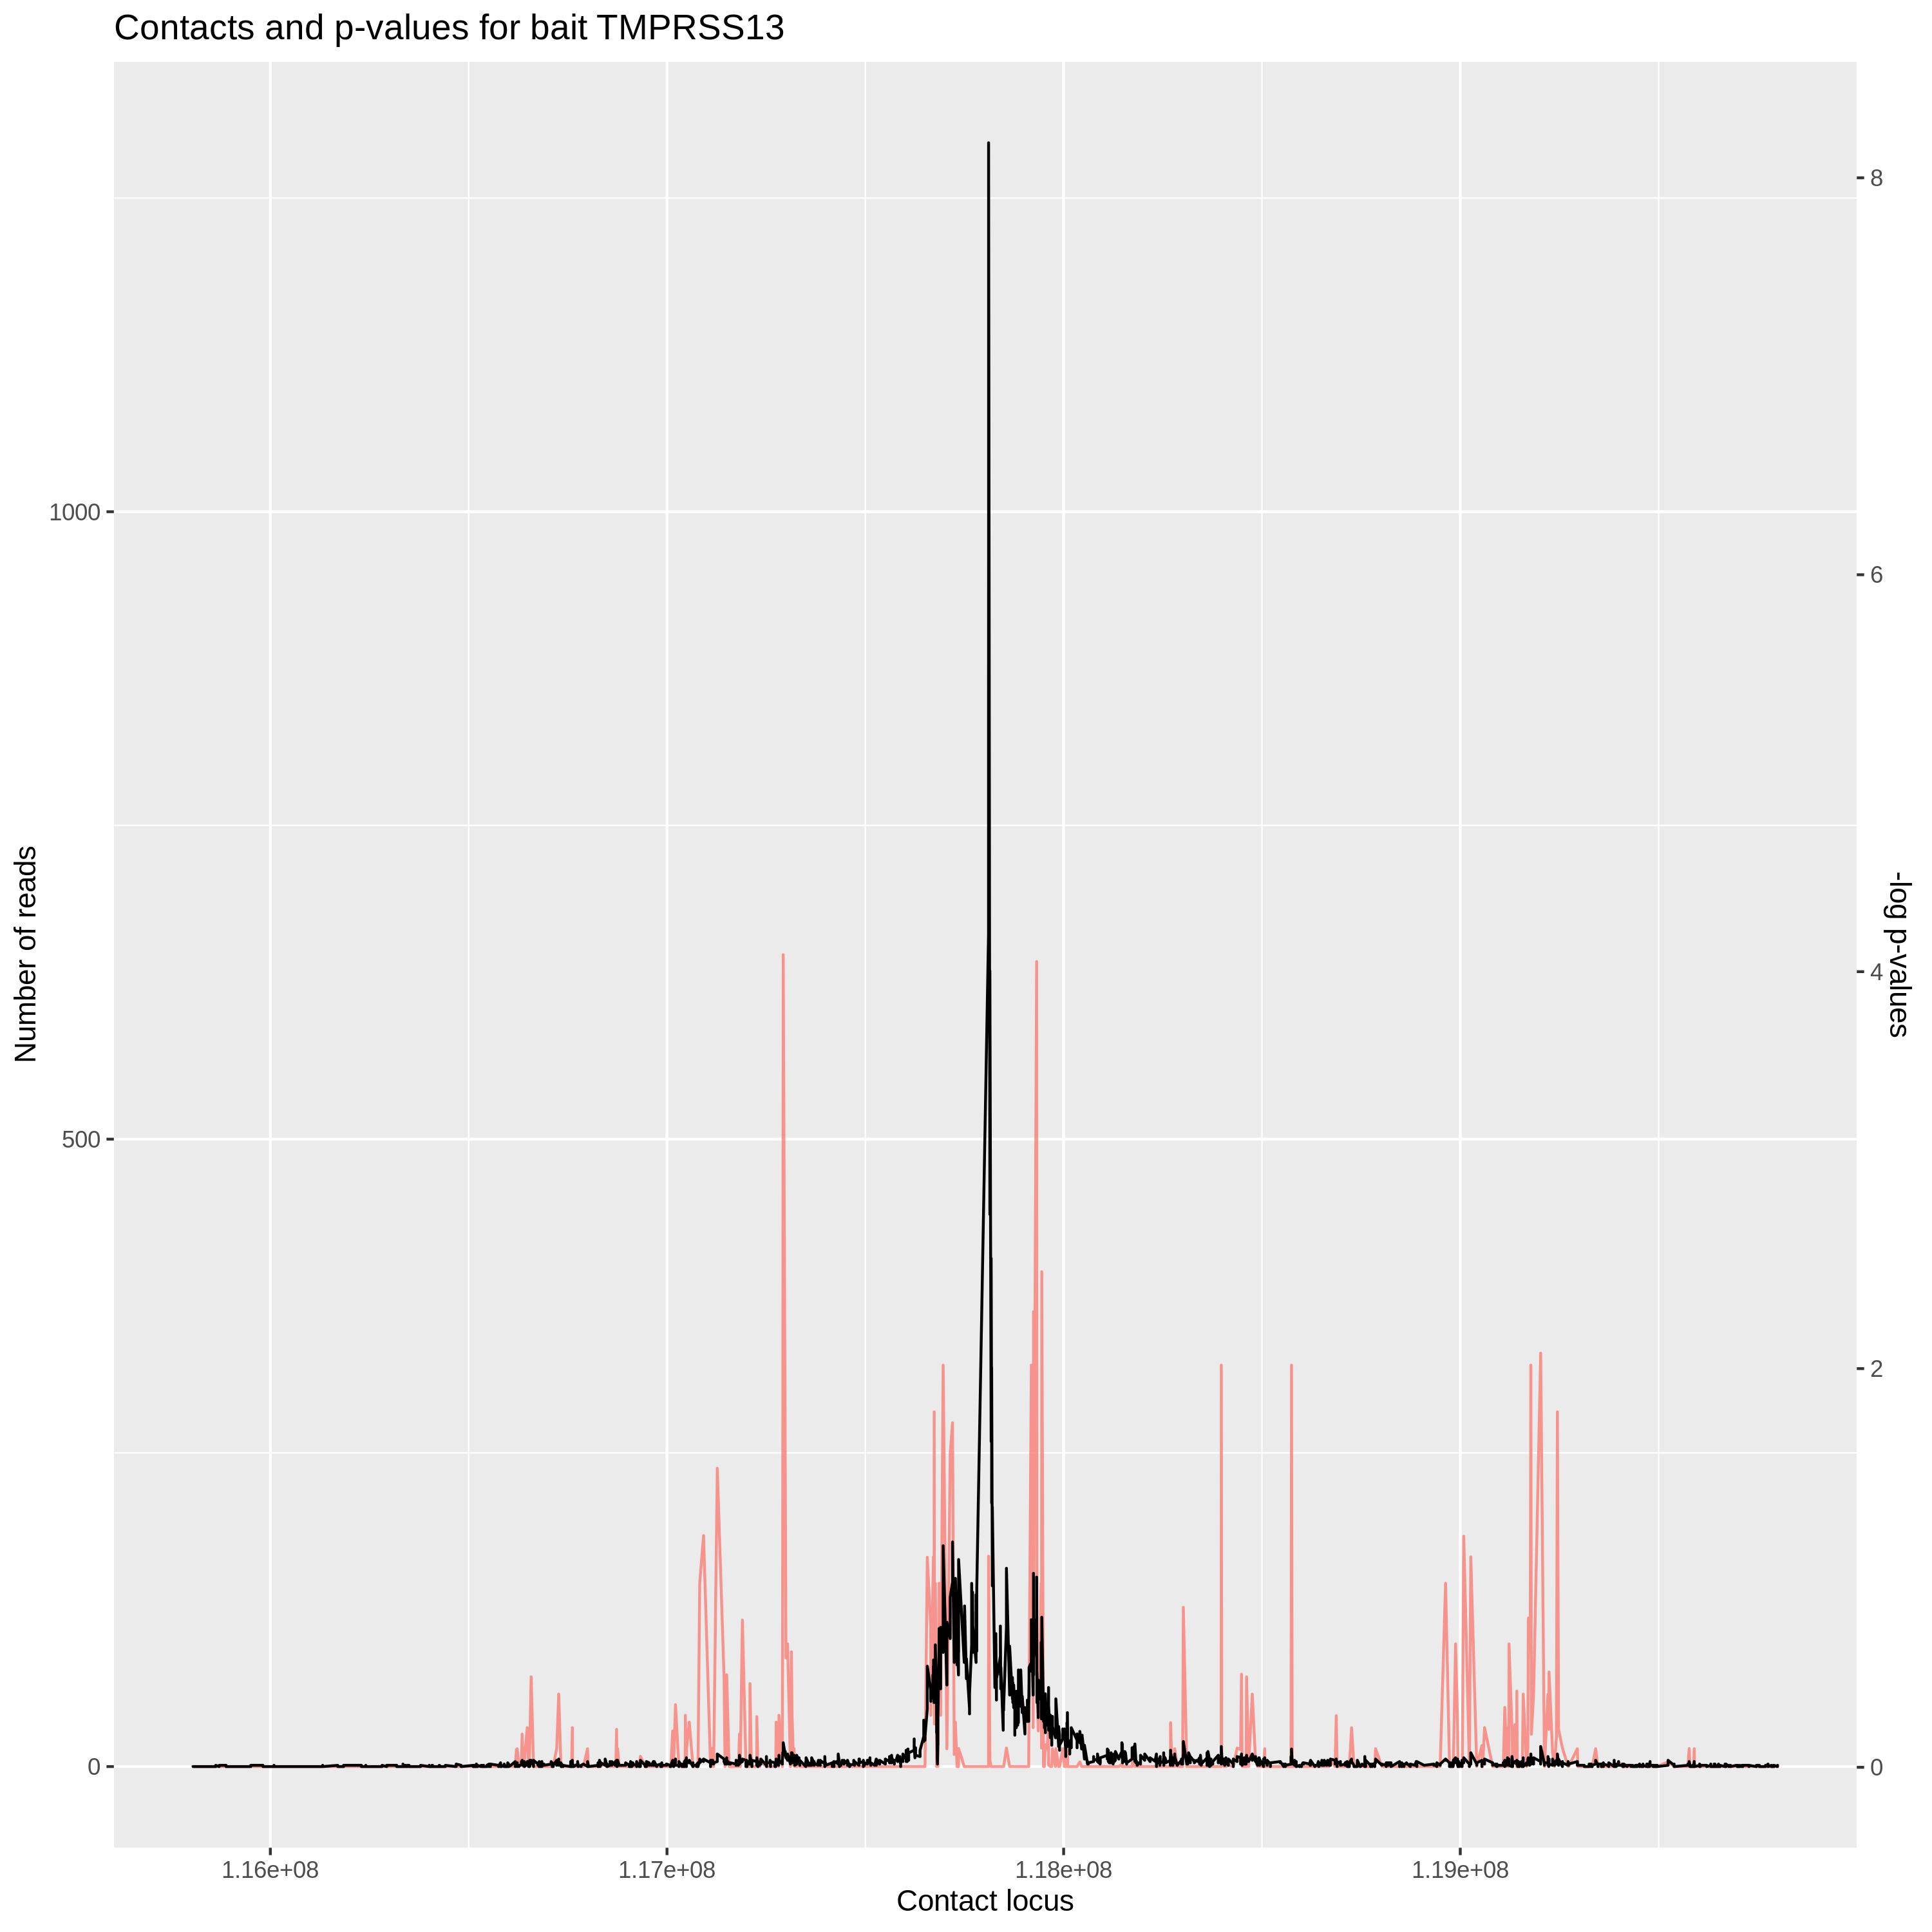 Contacts and p-values for bait TMPRSS13
Number of reads
1000
500
0
8
6
4
2
0
-log p-values
1.16e+08
1.17e+08
1.18e+08
1.19e+08
Contact locus